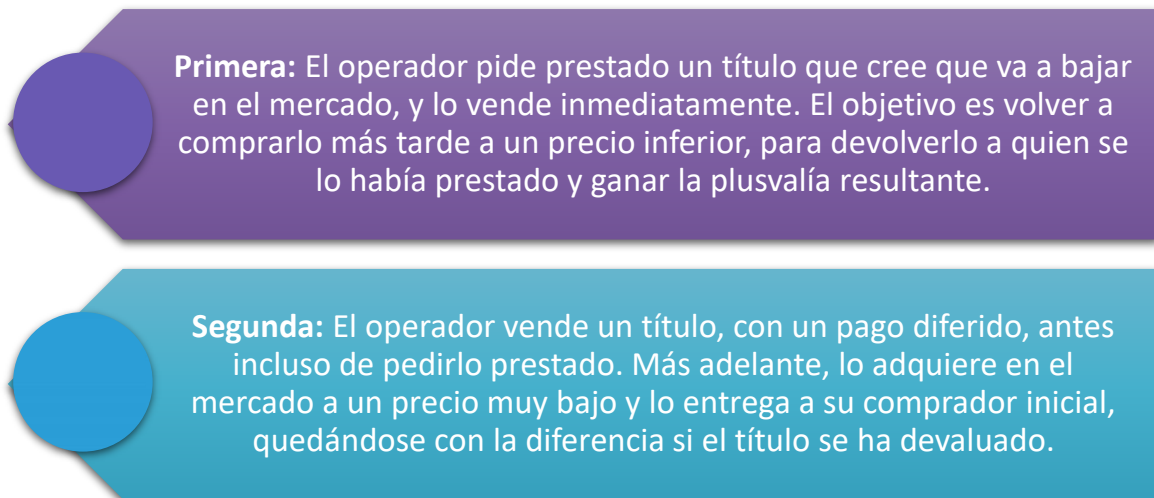 Primera: El operador pide prestado un título que cree que va a bajar
en el mercado, y lo vende inmediatamente. El objetivo es volver a
comprarlo más tarde a un precio inferior, para devolverlo a quien se
lo había prestado y ganar la plusvalía resultante.
Segunda: El operador vende un título, con un pago diferido, antes
incluso de pedirlo prestado. Más adelante, lo adquiere en el
mercado a un precio muy bajo y lo entrega a su comprador inicial,
quedándose con la diferencia si el título se ha devaluado.